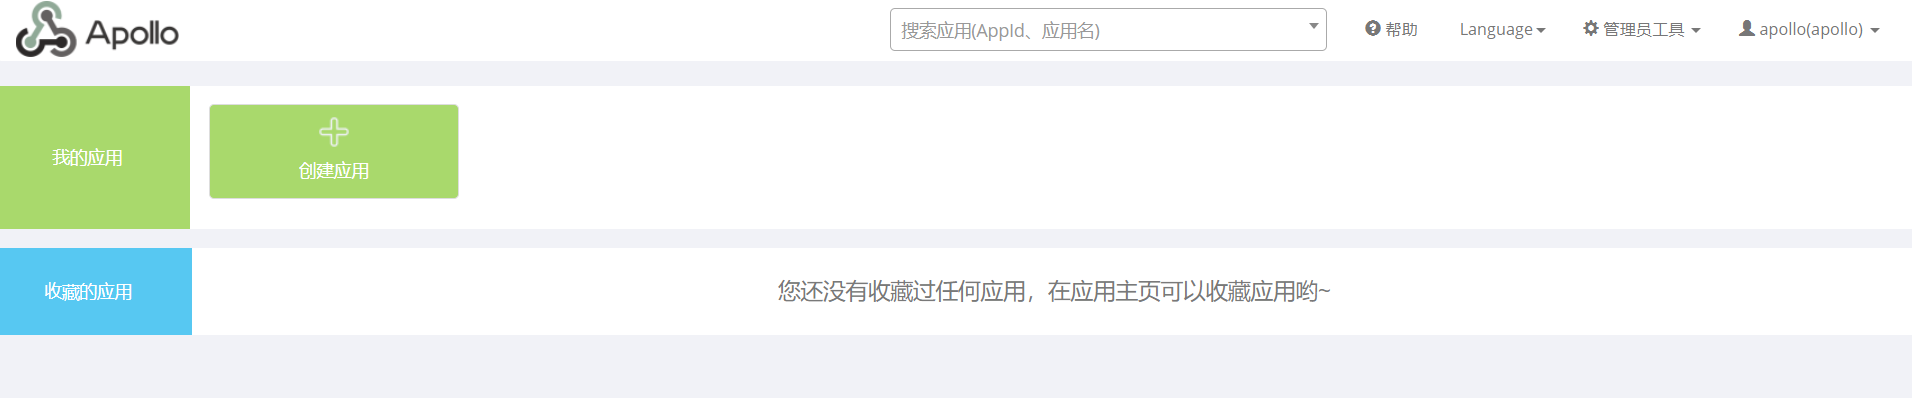 Apollo
搜索应用(AppId、应用名)
帮助
Language
管理员工具
apollo(apollo)
我的应用
创建应用
收藏的应用
您还没有收藏过任何应用，在应用主页可以收藏应用哟~